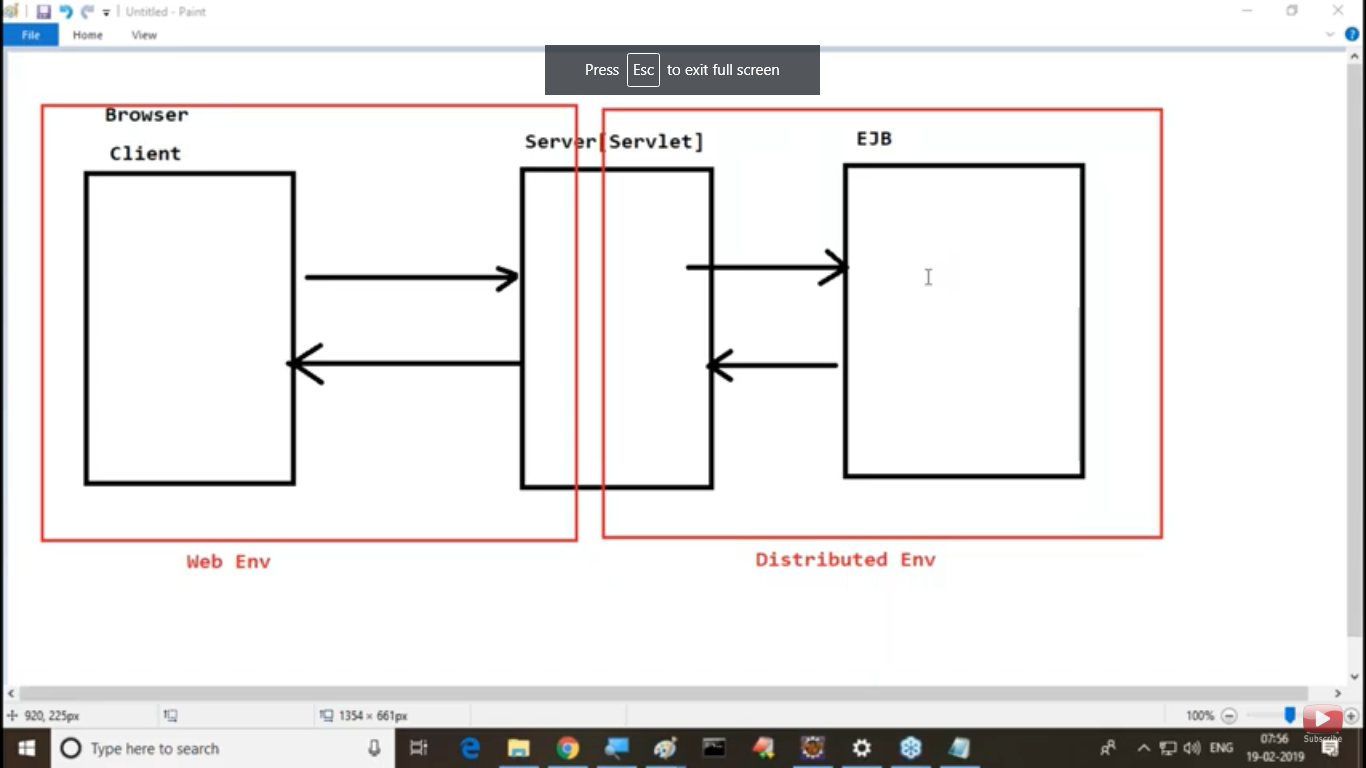 Untitled - Paint
File Home View
Press Esc to exit full screen
Browser
Client
Server[Servlet]
EJB
Web Env
Distributed Env
920, 225px
1354 × 661px
100%
Type here to search
ENG
07:56
19-02-2019
Subscribe